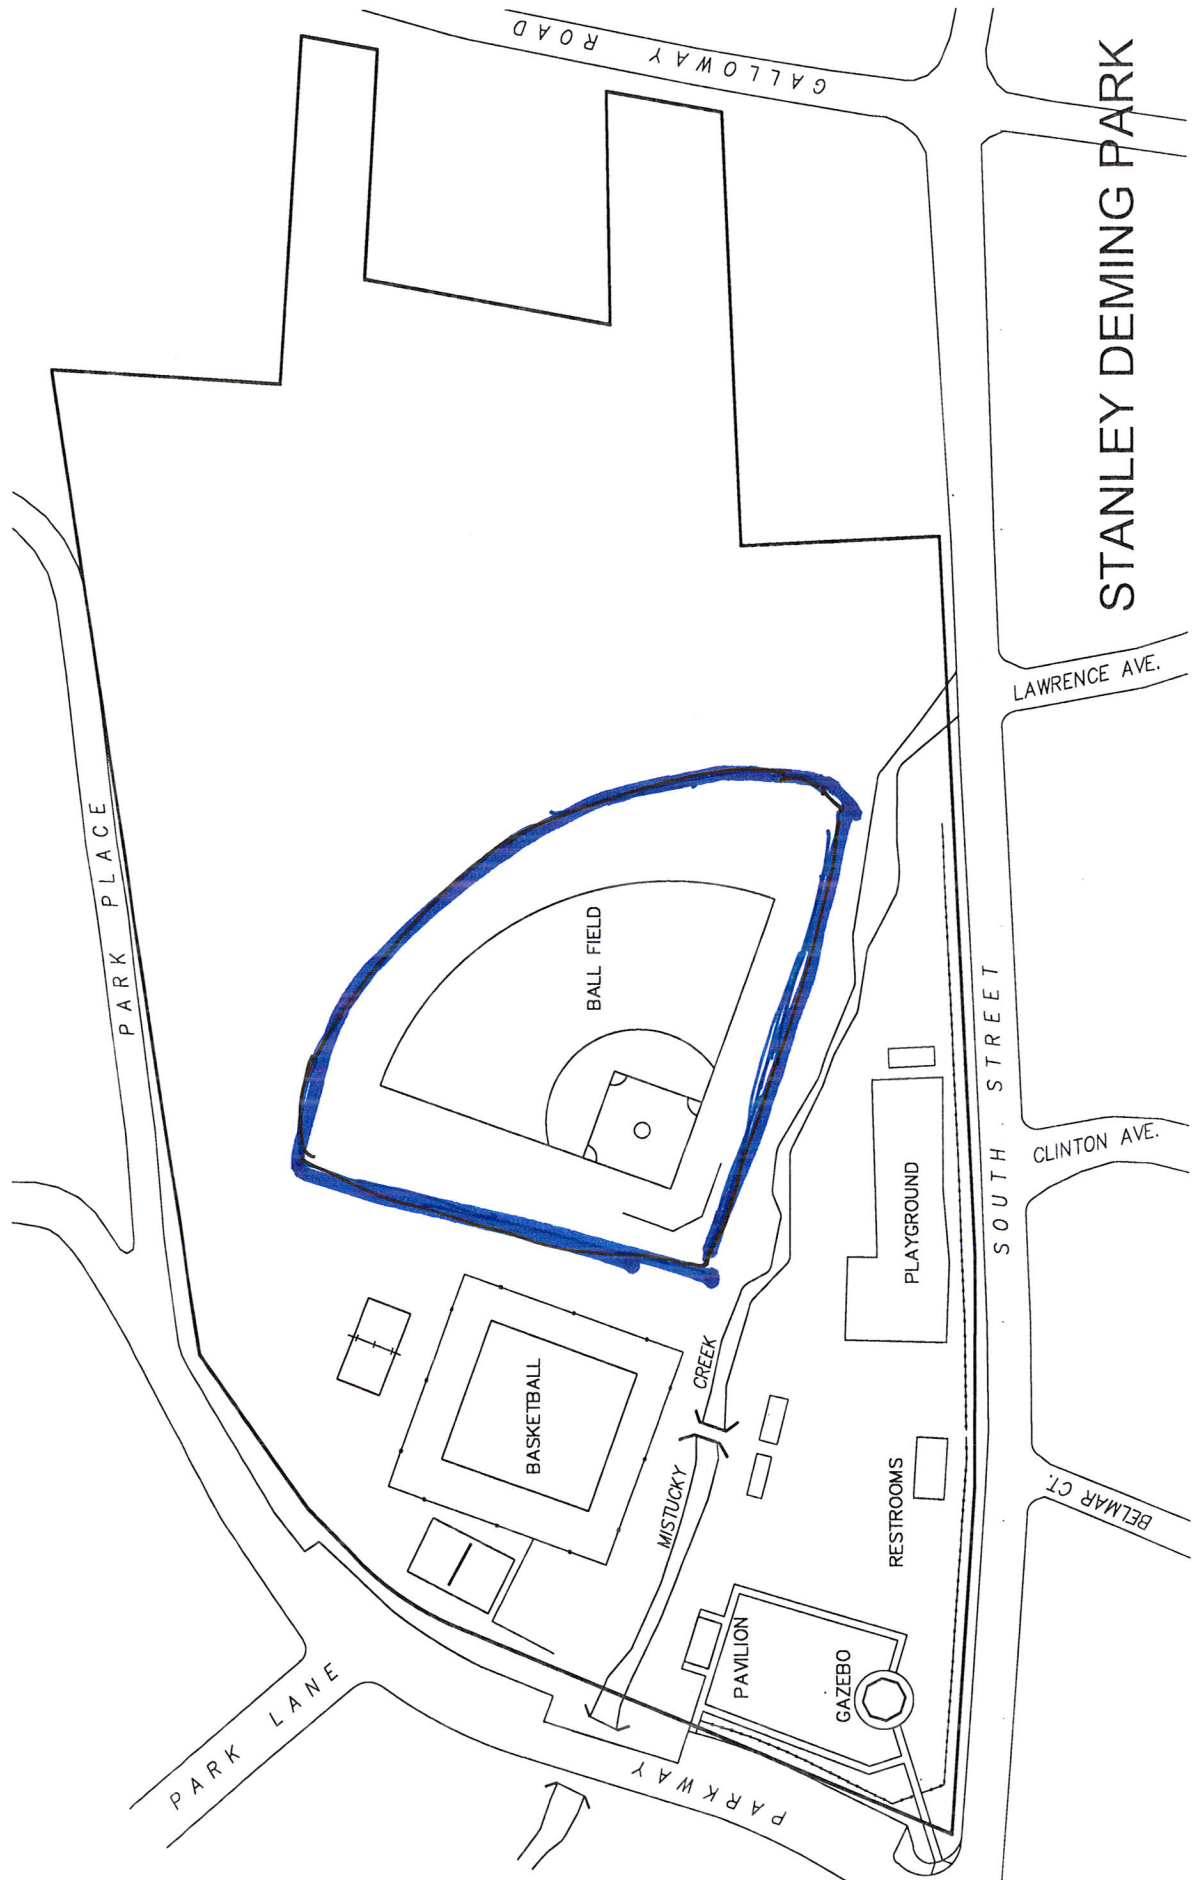 STANLEY DEMING PARK
GALLOWAY ROAD
PARK PLACE
LAWRENCE AVE.
BALL FIELD
SOUTH STREET
CLINTON AVE.
PLAYGROUND
CREEK
BASKETBALL
MISTUCKY
RESTROOMS
BELMAR CT.
PAVILION
GAZEBO
PARK LANE
PARKWAY